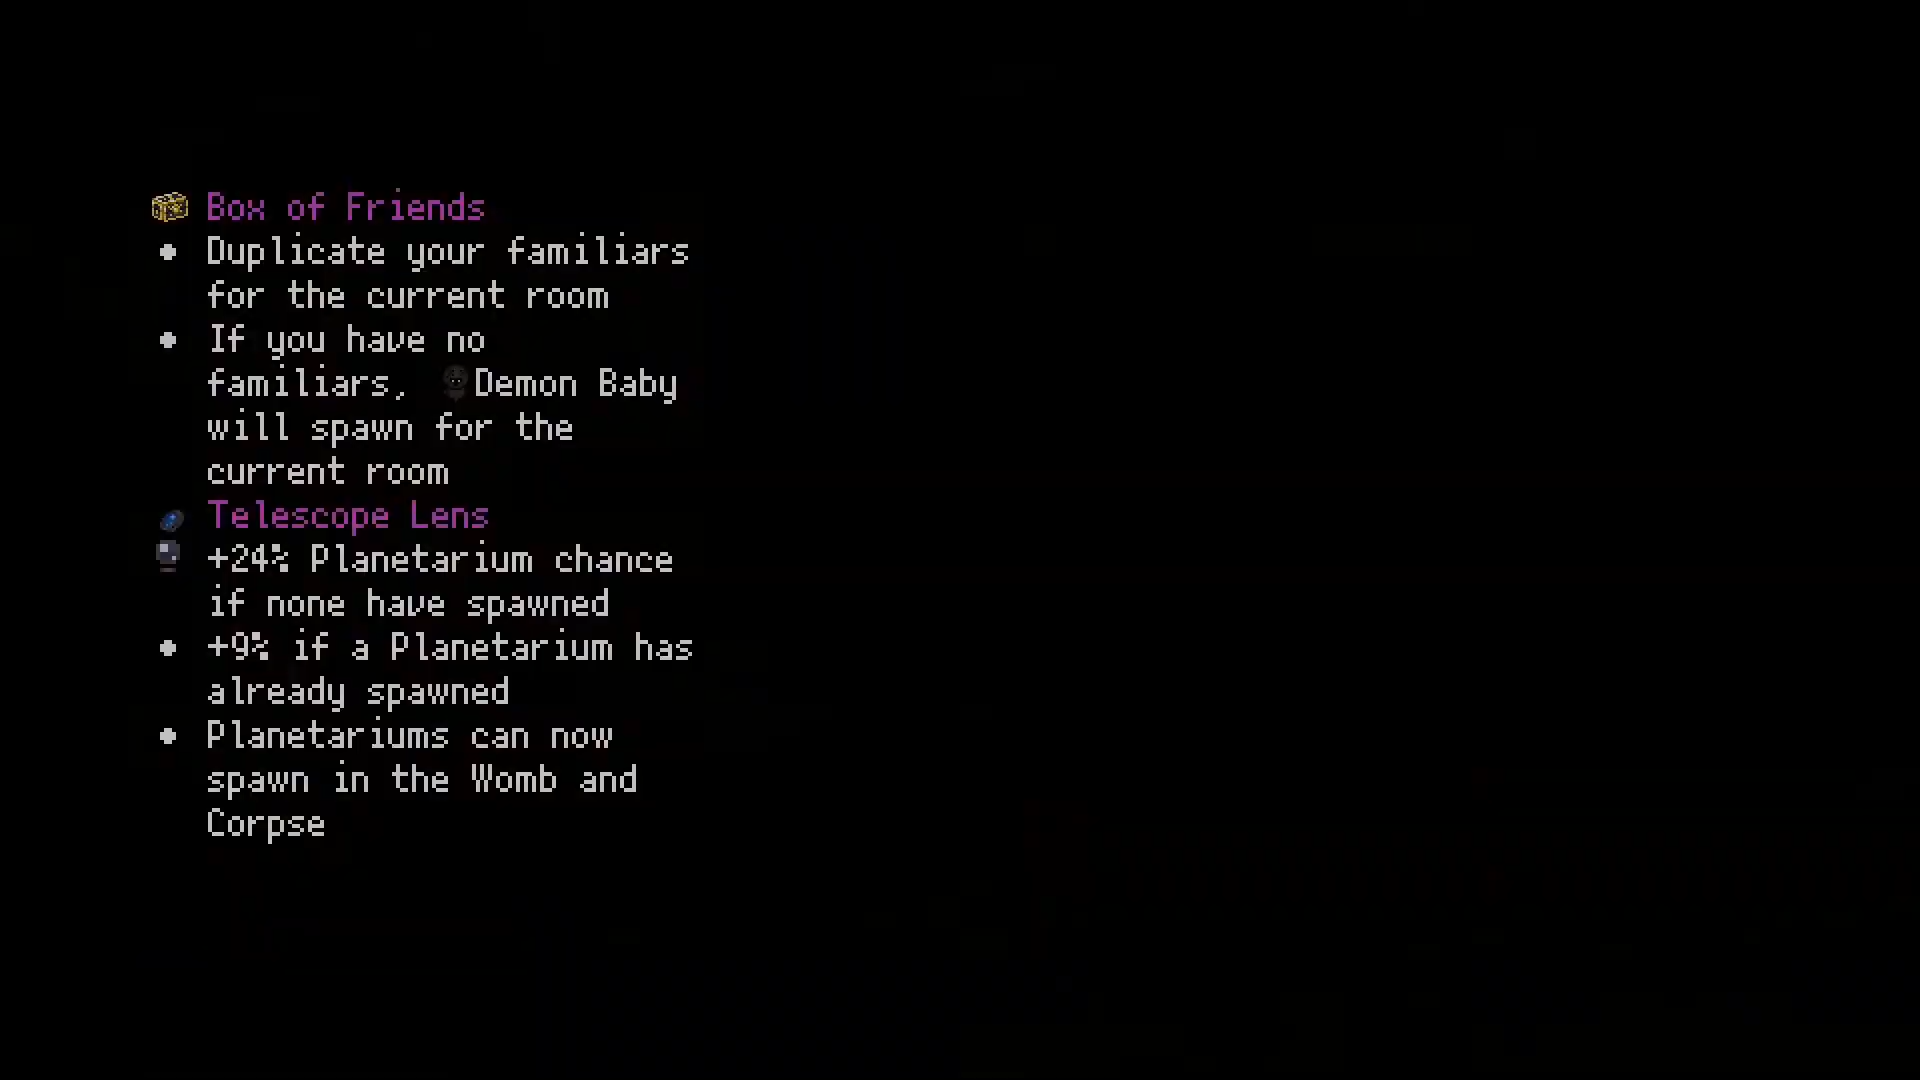 Box of Friends
• Duplicate your familiars
for the current room
• If you have no
familiars, Demon Baby
will spawn for the
current room
Telescope Lens
+24% Planetarium chance
if none have spawned
• +9% if a Planetarium has
already spawned
• Planetariums can now
spawn in the Womb and
Corpse